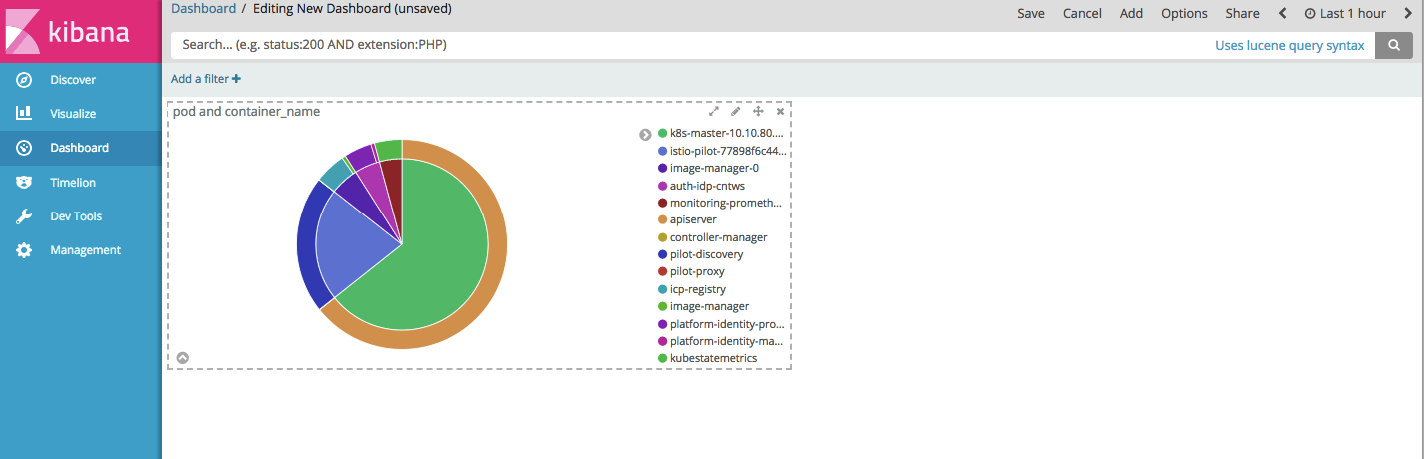 kibana
Discover
Visualize
Dashboard
Timelion
Dev Tools
Management
Dashboard / Editing New Dashboard (unsaved)
Save Cancel Add Options Share Last 1 hour
Search... (e.g. status:200 AND extension:PHP) Uses lucene query syntax
Add a filter +
pod and container_name
k8s-master-10.10.80....
istio-pilot-77898f6c44...
image-manager-0
auth-idp-cntws
monitoring-prometh...
apiserver
controller-manager
pilot-discovery
pilot-proxy
icp-registry
image-manager
platform-identity-pro...
platform-identity-ma...
kubestatemetrics